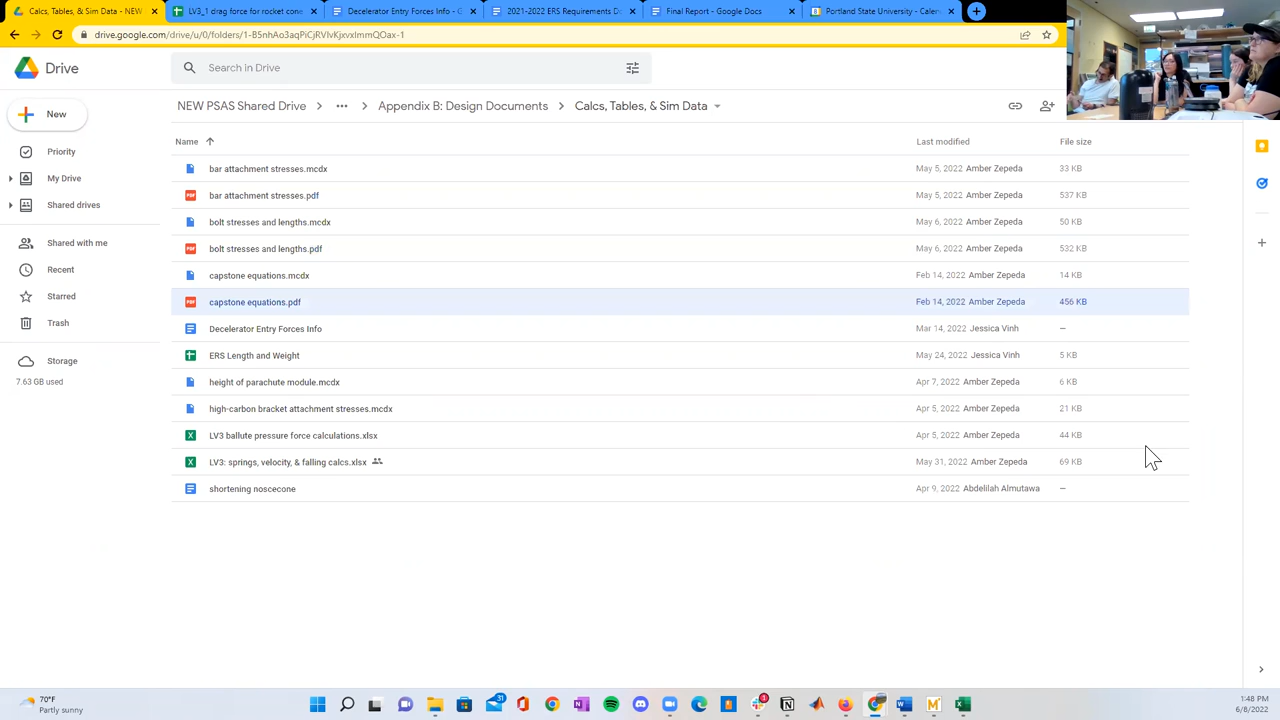 Calcs, Tables, & Sim Data - NEW
LV3_1 drag force for rocket cone
Decelerator Entry Forces Info - G
2021-2022 ERS Requirements D
Final Report - Google Docs
Portland State University - Calen
drive.google.com/drive/u/0/folders/1-B5nhAo3aqPiCjRVlvKjxvxlmmQOax-1
Drive
Search in Drive
New
NEW PSAS Shared Drive
Appendix B: Design Documents
Calcs, Tables, & Sim Data
Name
Last modified
File size
Priority
My Drive
Shared drives
Shared with me
Recent
Starred
Trash
Storage
7.63 GB used
bar attachment stresses.mcdx May 5, 2022 Amber Zepeda 33 KB
bar attachment stresses.pdf May 5, 2022 Amber Zepeda 537 KB
bolt stresses and lengths.mcdx May 6, 2022 Amber Zepeda 50 KB
bolt stresses and lengths.pdf May 6, 2022 Amber Zepeda 532 KB
capstone equations.mcdx Feb 14, 2022 Amber Zepeda 14 KB
capstone equations.pdf Feb 14, 2022 Amber Zepeda 456 KB
Decelerator Entry Forces Info Mar 14, 2022 Jessica Vinh –
ERS Length and Weight May 24, 2022 Jessica Vinh 5 KB
height of parachute module.mcdx Apr 7, 2022 Amber Zepeda 6 KB
high-carbon bracket attachment stresses.mcdx Apr 5, 2022 Amber Zepeda 21 KB
LV3 ballute pressure force calculations.xlsx Apr 5, 2022 Amber Zepeda 44 KB
LV3: springs, velocity, & falling calcs.xlsx May 31, 2022 Amber Zepeda 69 KB
shortening noscecone Apr 9, 2022 Abdelilah Almutawa –
70°F
Partly sunny
31
1
1:48 PM
6/8/2022